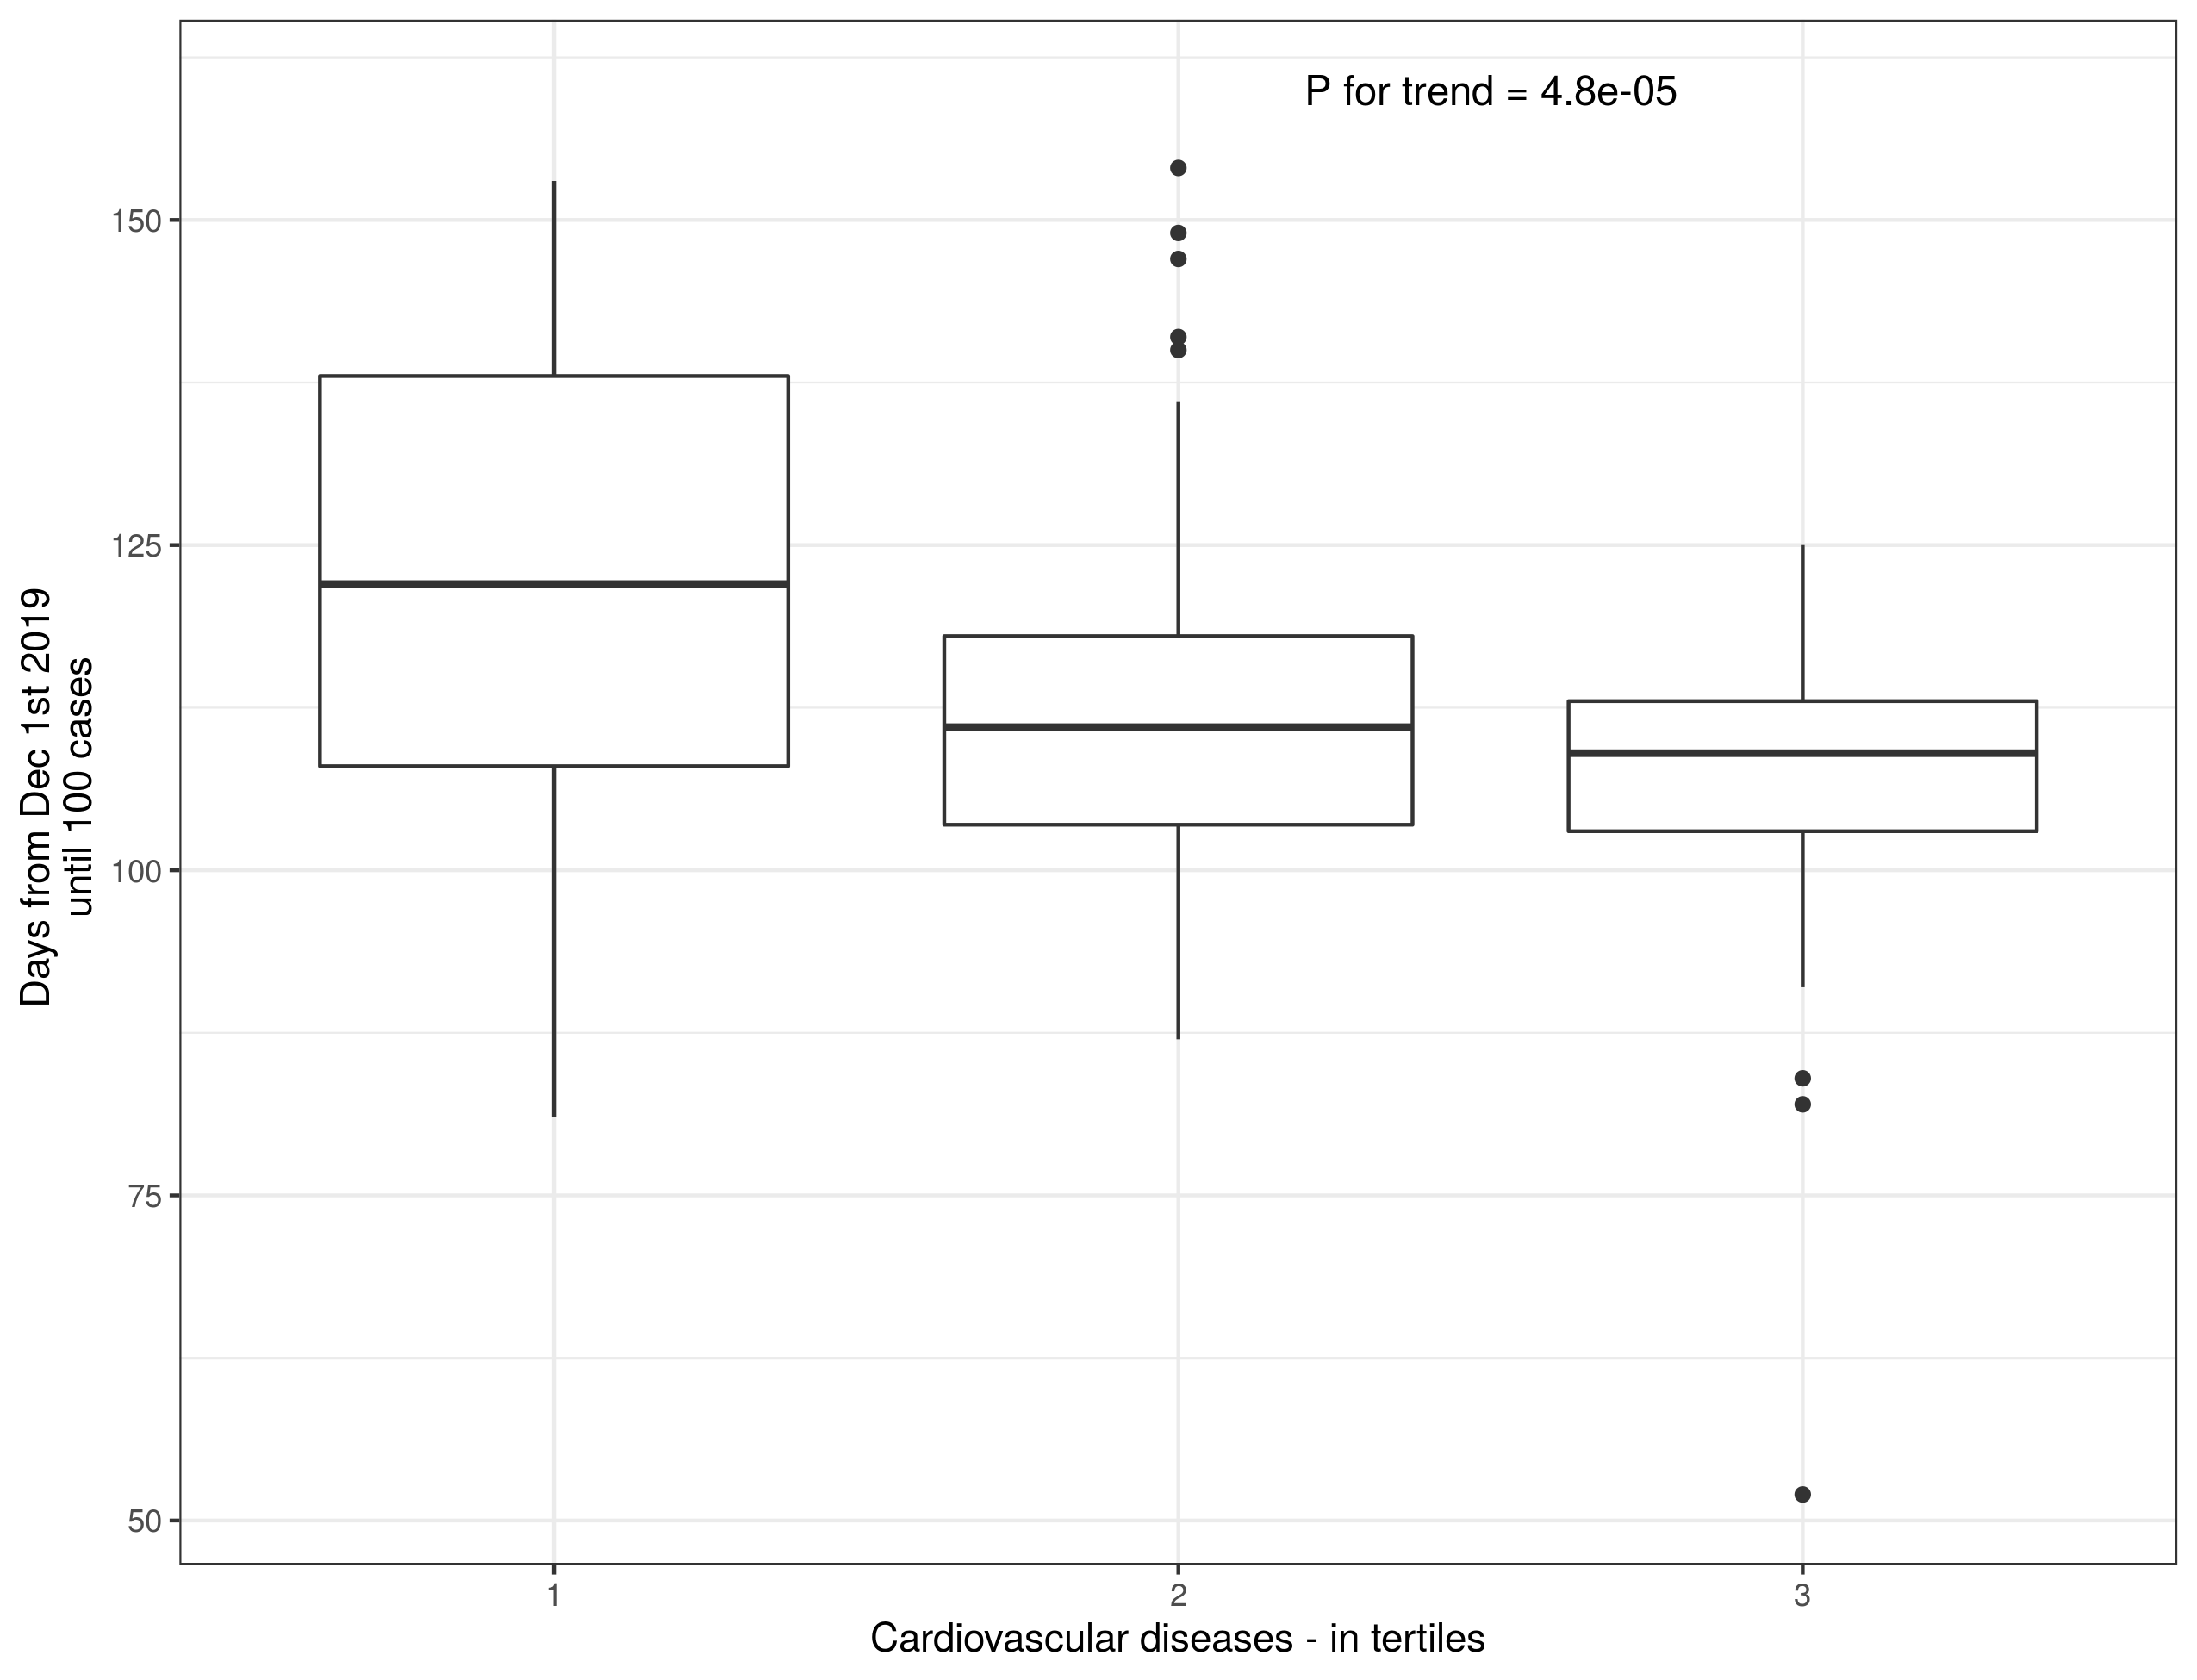 P for trend = 4.8e-05
150
125
100
75
50
Days from Dec 1st 2019
until 100 cases
1
2
3
Cardiovascular diseases - in tertiles